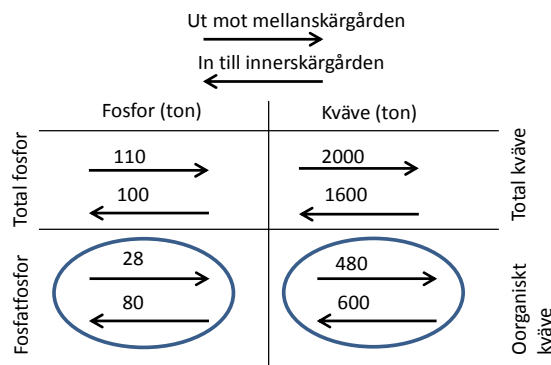 Ut mot mellanskärgården
In till innerskärgården
Fosfor (ton)
Kväve (ton)
Total fosfor
110
100
2000
1600
Total kväve
Fosfatfosfor
28
80
480
600
Oorganiskt
kväve